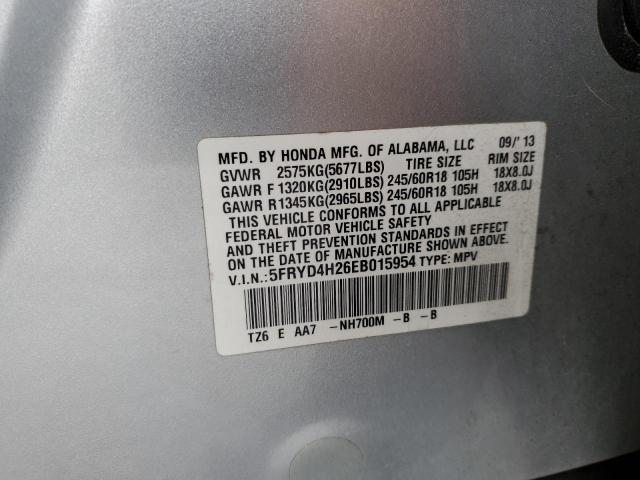 MFD. BY HONDA MFG. OF ALABAMA, LLC 09/'13
GVWR 2575KG(5677LBS) TIRE SIZE RIM SIZE
GAWR F 1320KG(2910LBS) 245/60R18 105H 18X8.0J
GAWR R1345KG(2965LBS) 245/60R18 105H 18X8.0J
THIS VEHICLE CONFORMS TO ALL APPLICABLE
FEDERAL MOTOR VEHICLE SAFETY BUMPER,
AND THEFT PREVENTION STANDARDS IN EFFECT
ON THE DATE OF MANUFACTURE SHOWN ABOVE.
V.I.N.:5FRYD4H26EB015954 TYPE: MPV
TZ6 E AA7 -NH700M -B -B